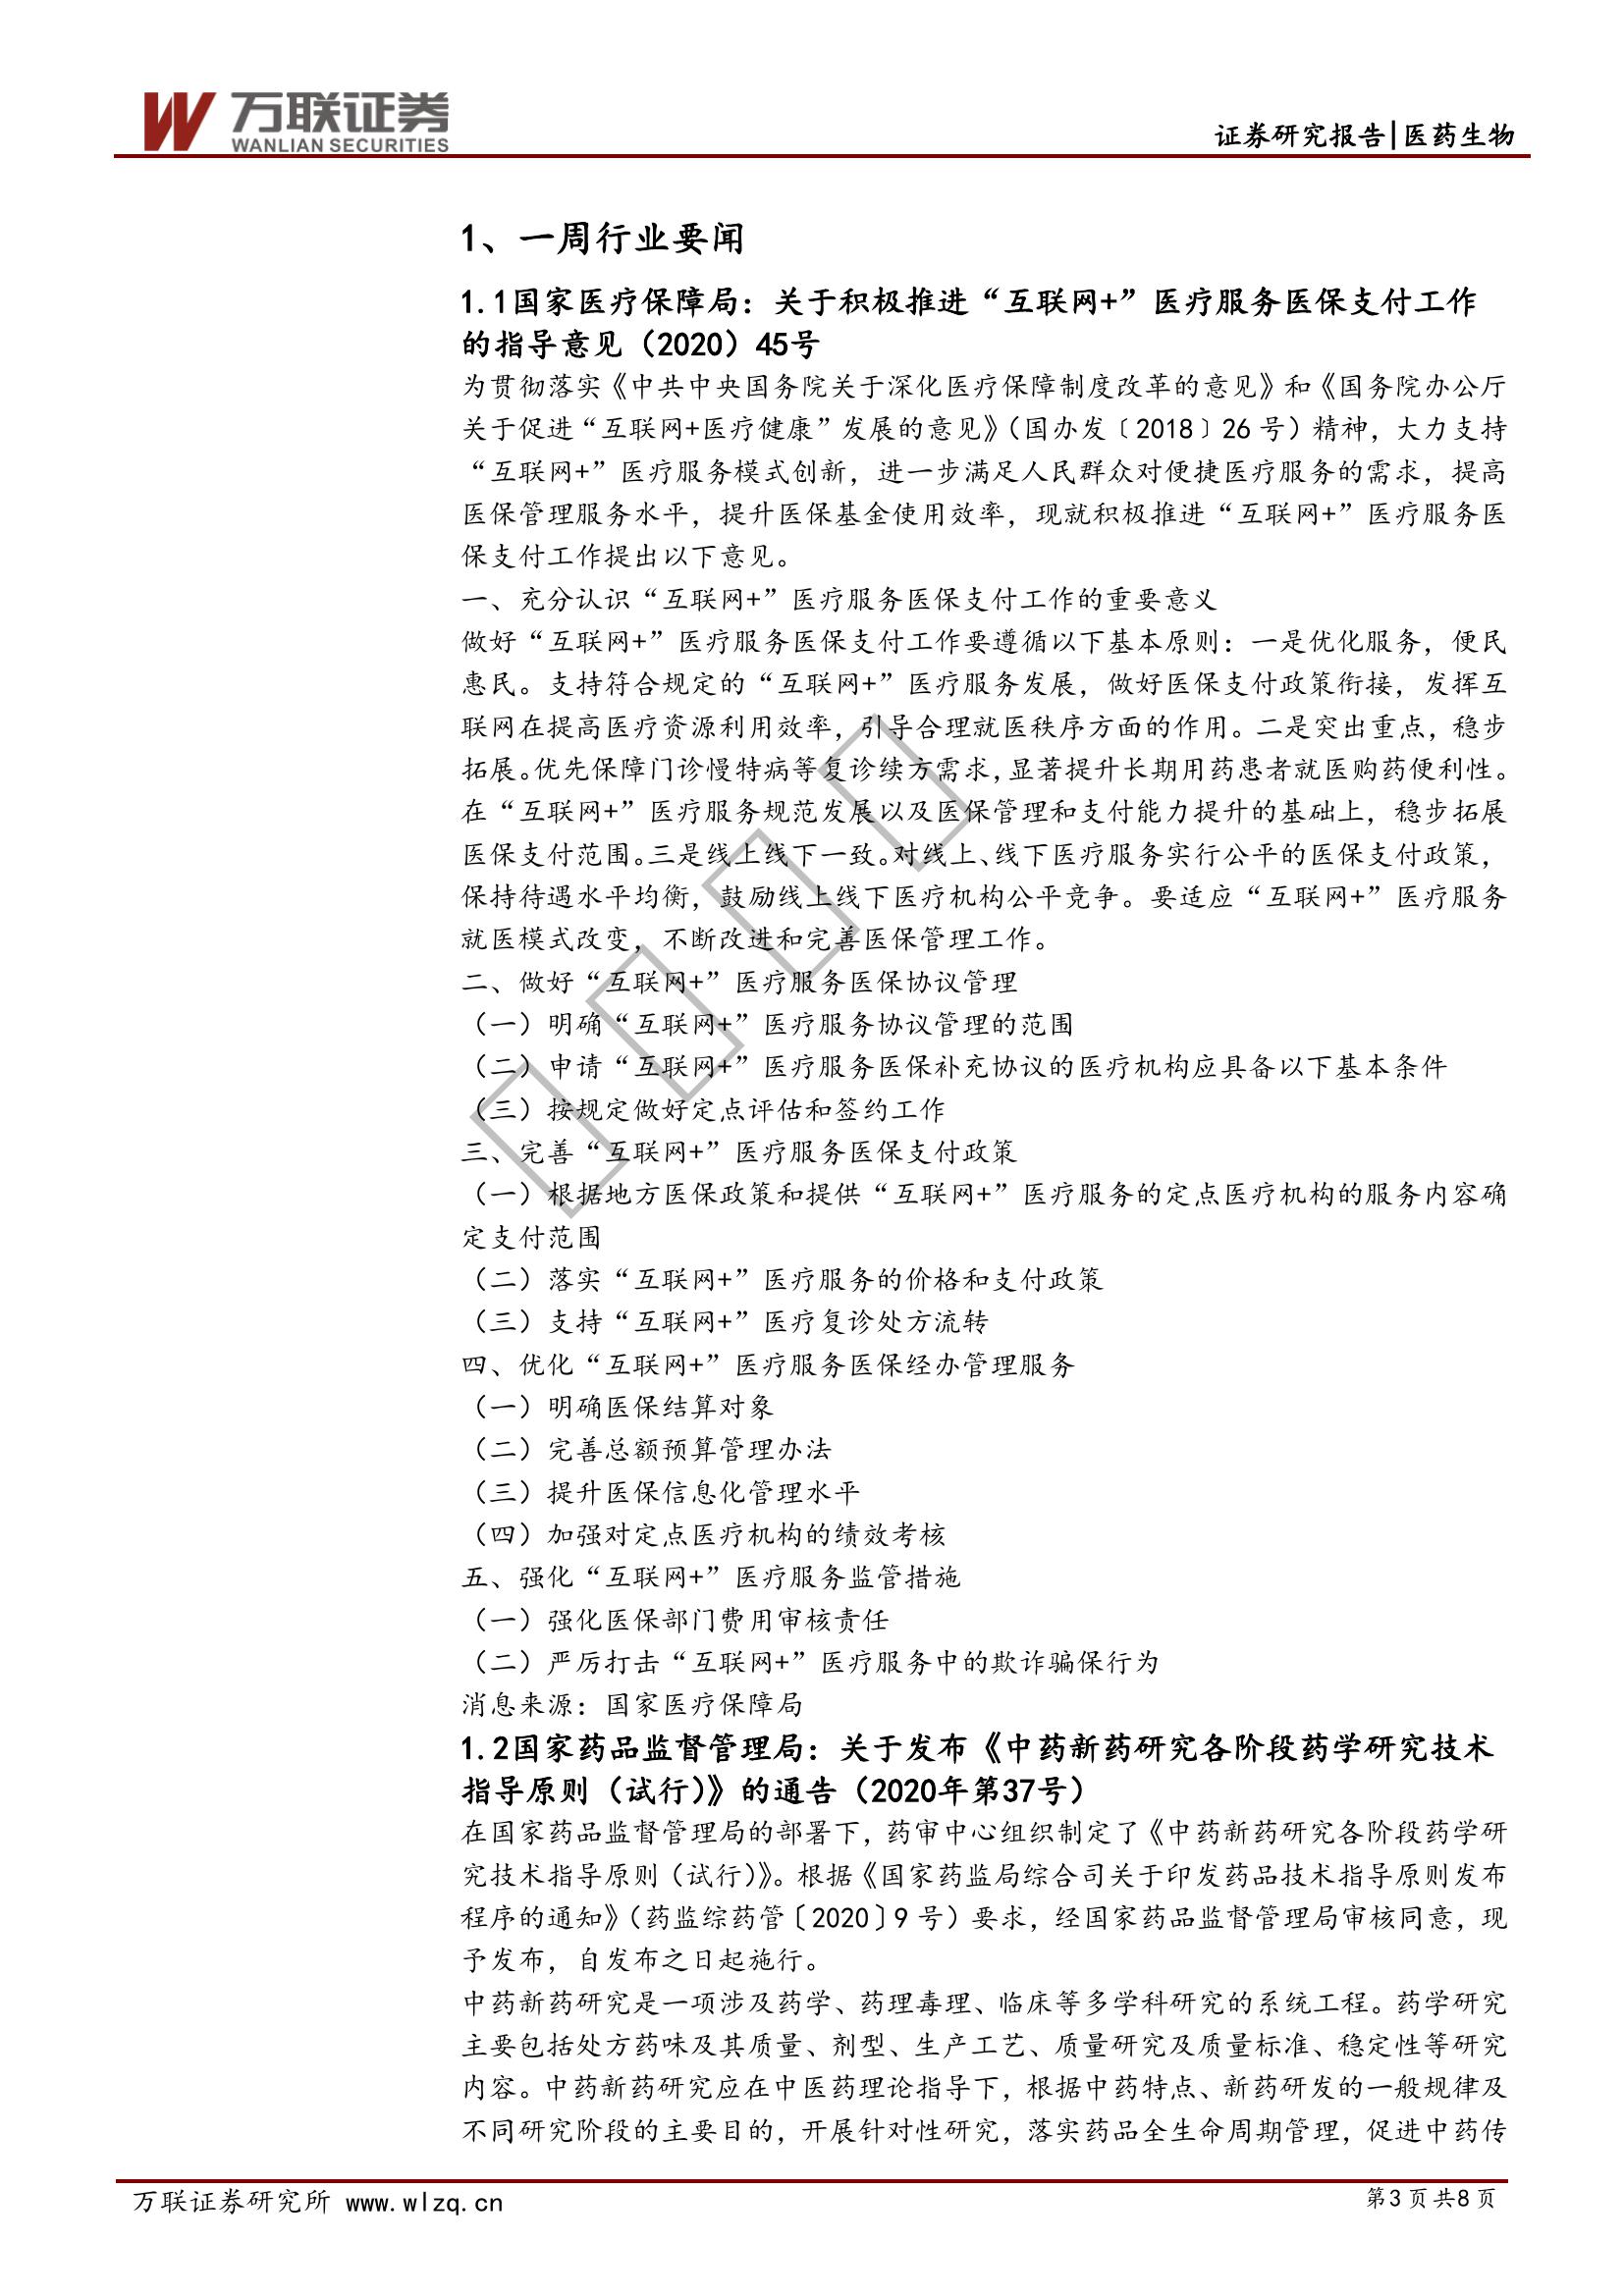 万联证券
WANLIAN SECURITIES
证券研究报告|医药生物
1、一周行业要闻
1.1国家医疗保障局：关于积极推进“互联网+”医疗服务医保支付工作
的指导意见（2020）45号
为贯彻落实《中共中央国务院关于深化医疗保障制度改革的意见》和《国务院办公厅
关于促进“互联网+医疗健康”发展的意见》（国办发〔2018〕26 号）精神，大力支持
“互联网+”医疗服务模式创新，进一步满足人民群众对便捷医疗服务的需求，提高
医保管理服务水平，提升医保基金使用效率，现就积极推进“互联网+”医疗服务医
保支付工作提出以下意见。
一、充分认识“互联网+”医疗服务医保支付工作的重要意义
做好“互联网+”医疗服务医保支付工作要遵循以下基本原则：一是优化服务，便民
惠民。支持符合规定的“互联网+”医疗服务发展，做好医保支付政策衔接，发挥互
联网在提高医疗资源利用效率，引导合理就医秩序方面的作用。二是突出重点，稳步
拓展。优先保障门诊慢特病等复诊续方需求，显著提升长期用药患者就医购药便利性。
在“互联网+”医疗服务规范发展以及医保管理和支付能力提升的基础上，稳步拓展
医保支付范围。三是线上线下一致。对线上、线下医疗服务实行公平的医保支付政策，
保持待遇水平均衡，鼓励线上线下医疗机构公平竞争。要适应“互联网+”医疗服务
就医模式改变，不断改进和完善医保管理工作。
二、做好“互联网+”医疗服务医保协议管理
（一）明确“互联网+”医疗服务协议管理的范围
（二）申请“互联网+”医疗服务医保补充协议的医疗机构应具备以下基本条件
（三）按规定做好定点评估和签约工作
三、完善“互联网+”医疗服务医保支付政策
（一）根据地方医保政策和提供“互联网+”医疗服务的定点医疗机构的服务内容确
定支付范围
（二）落实“互联网+”医疗服务的价格和支付政策
（三）支持“互联网+”医疗复诊处方流转
四、优化“互联网+”医疗服务医保经办管理服务
（一）明确医保结算对象
（二）完善总额预算管理办法
（三）提升医保信息化管理水平
（四）加强对定点医疗机构的绩效考核
五、强化“互联网+”医疗服务监管措施
（一）强化医保部门费用审核责任
（二）严厉打击“互联网+”医疗服务中的欺诈骗保行为
消息来源：国家医疗保障局
1.2国家药品监督管理局：关于发布《中药新药研究各阶段药学研究技术
指导原则（试行）》的通告（2020年第37号）
在国家药品监督管理局的部署下，药审中心组织制定了《中药新药研究各阶段药学研
究技术指导原则（试行）》。根据《国家药监局综合司关于印发药品技术指导原则发布
程序的通知》（药监综药管〔2020〕9 号）要求，经国家药品监督管理局审核同意，现
予发布，自发布之日起施行。
中药新药研究是一项涉及药学、药理毒理、临床等多学科研究的系统工程。药学研究
主要包括处方药味及其质量、剂型、生产工艺、质量研究及质量标准、稳定性等研究
内容。中药新药研究应在中医药理论指导下，根据中药特点、新药研发的一般规律及
不同研究阶段的主要目的，开展针对性研究，落实药品全生命周期管理，促进中药传
万联证券研究所 www.wlzq.cn
第 3 页 共 8 页